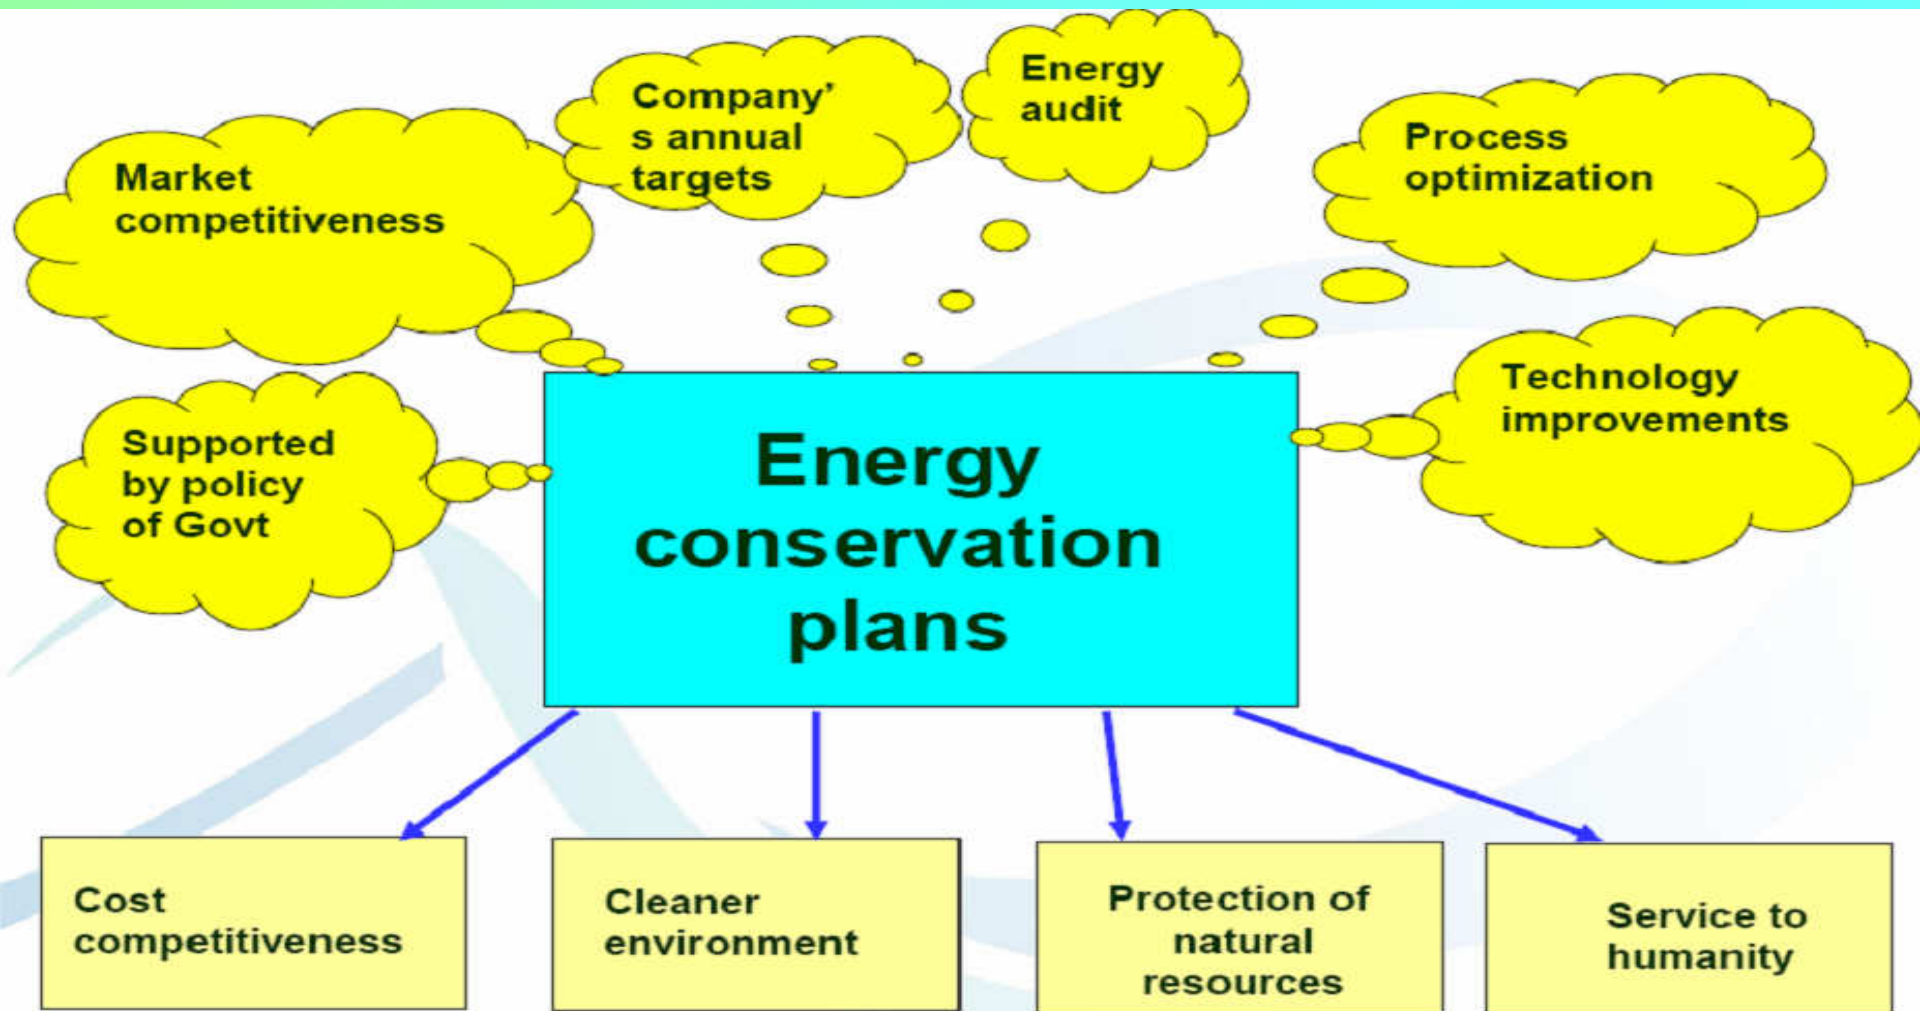 Energy
audit
Company’
s annual
targets
Process
optimization
Market
competitiveness
Technology
improvements
Supported
by policy
of Govt
Energy
conservation
plans
Cost
competitiveness
Cleaner
environment
Protection of
natural
resources
Service to
humanity